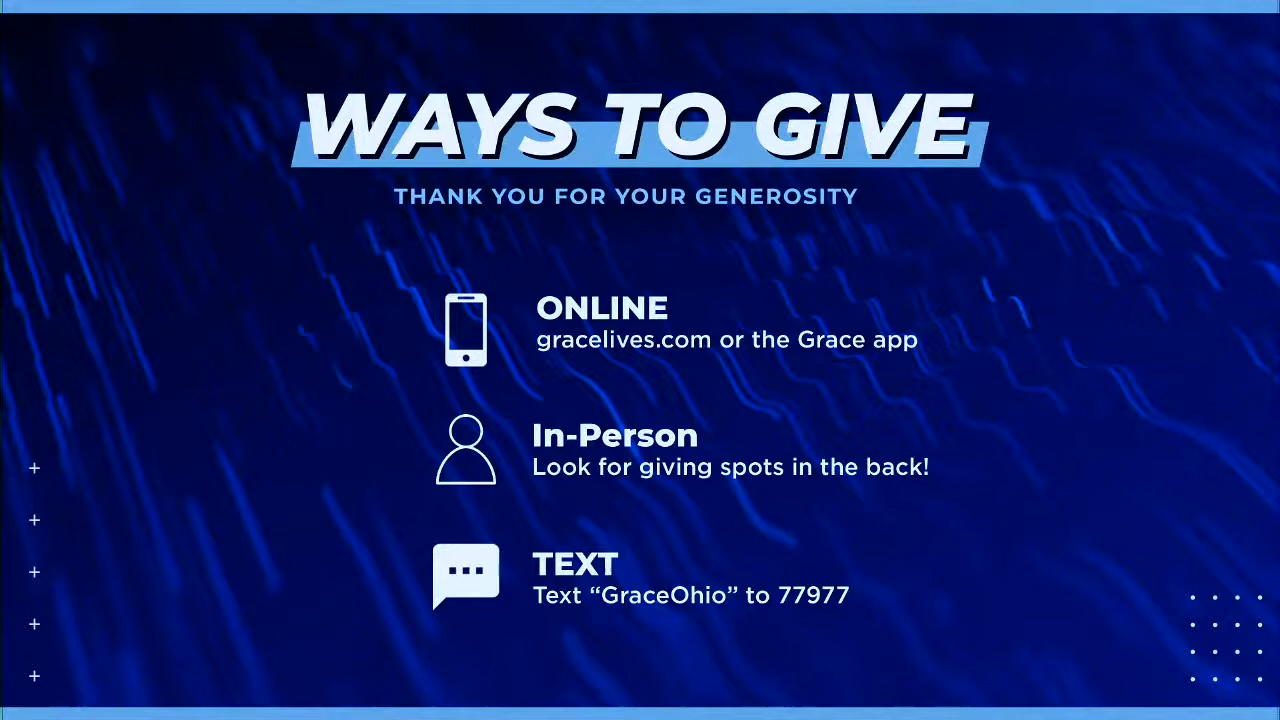 WAYS TO GIVE
THANK YOU FOR YOUR GENEROSITY
ONLINE
gracelives.com or the Grace app
In-Person
Look for giving spots in the back!
TEXT
Text “GraceOhio” to 77977